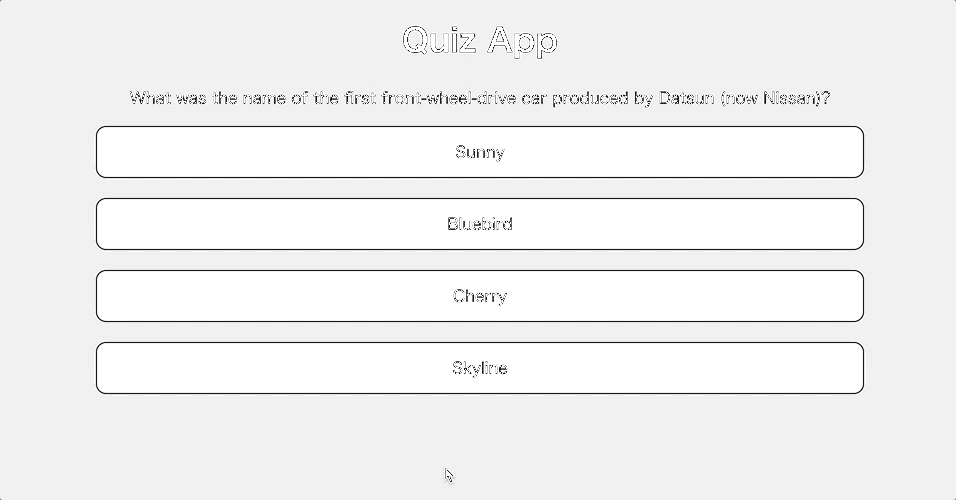 Quiz App
What was the name of the first front-wheel-drive car produced by Datsun (now Nissan)?
Sunny
Bluebird
Cherry
Skyline